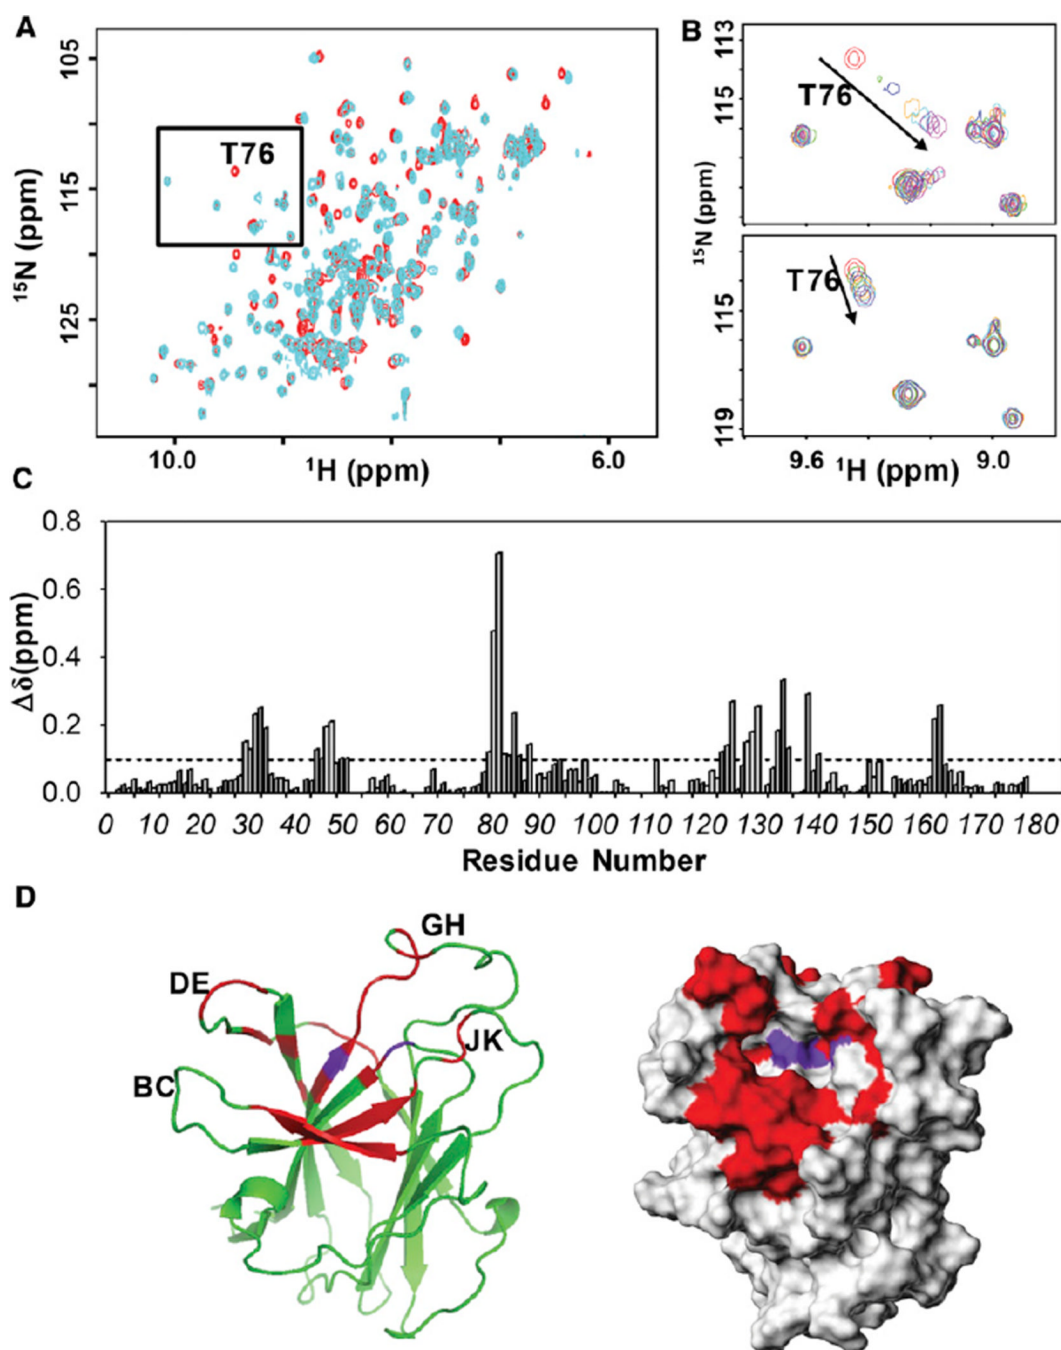 A
105
115
125
¹⁵N (ppm)
T76
10.0
¹H (ppm)
6.0
B
113
115
T76
¹⁵N (ppm)
T76
115
119
9.6
¹H (ppm)
9.0
C
0.8
0.6
0.4
0.2
0.0
Δδ(ppm)
0 10 20 30 40 50 60 70 80 90 100 110 120 130 140 150 160 170 180
Residue Number
D
GH
DE
JK
BC